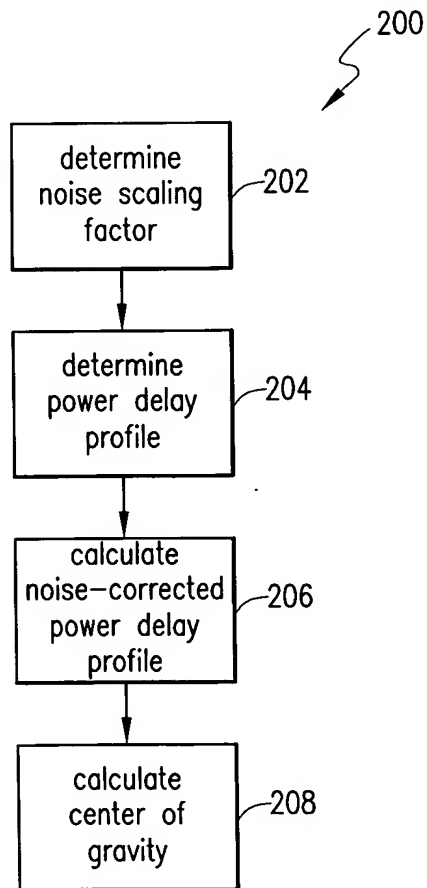 200
determine
noise scaling
factor
202
determine
power delay
profile
204
calculate
noise-corrected
power delay
profile
206
calculate
center of
gravity
208